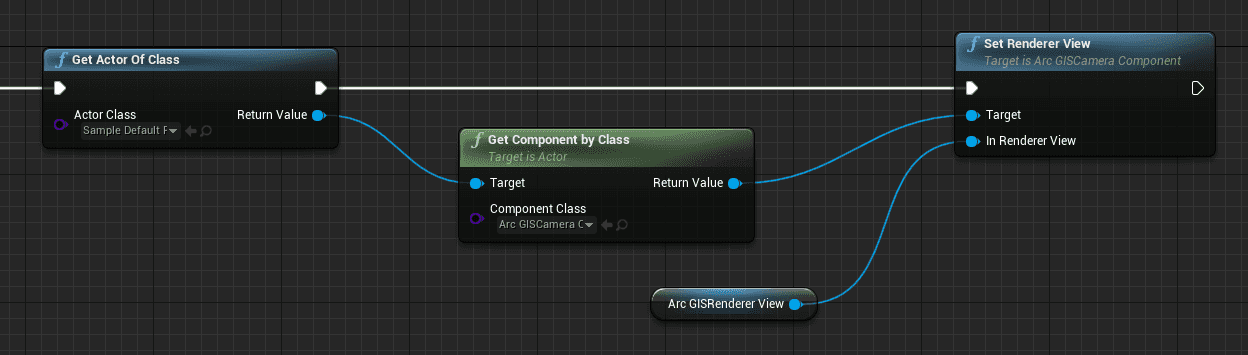 Get Actor Of Class
Actor Class
Sample Default F
Return Value
Get Component by Class
Target is Actor
Target
Return Value
Component Class
Arc GISCamera C
Arc GISRenderer View
Set Renderer View
Target is Arc GISCamera Component
Target
In Renderer View